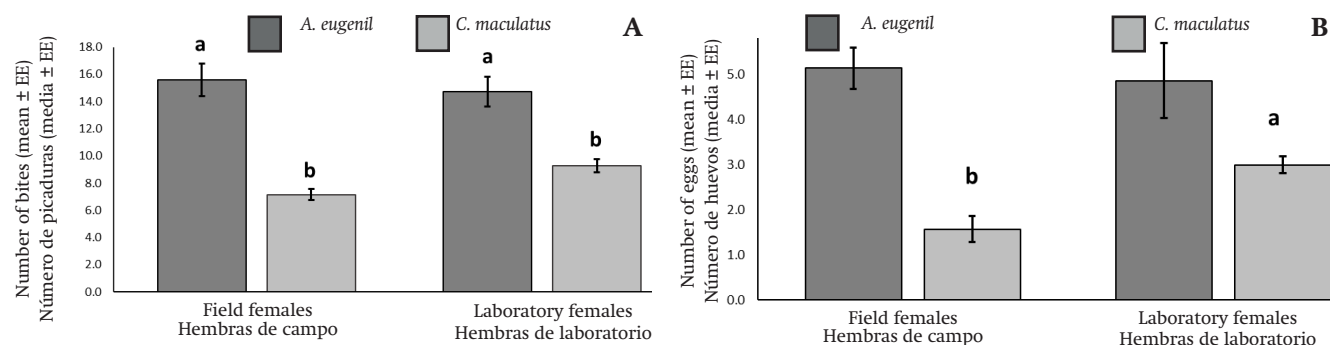 A. eugenil
C. maculatus
A
Number of bites (mean ± EE)
Número de picaduras (media ± EE)
18.0
16.0
14.0
12.0
10.0
8.0
6.0
4.0
2.0
0.0
a
b
a
b
Field females
Hembras de campo
Laboratory females
Hembras de laboratorio
A. eugenil
C. maculatus
B
Number of eggs (mean ± EE)
Número de huevos (media ± EE)
5.0
4.0
3.0
2.0
1.0
0.0
b
a
Field females
Hembras de campo
Laboratory females
Hembras de laboratorio